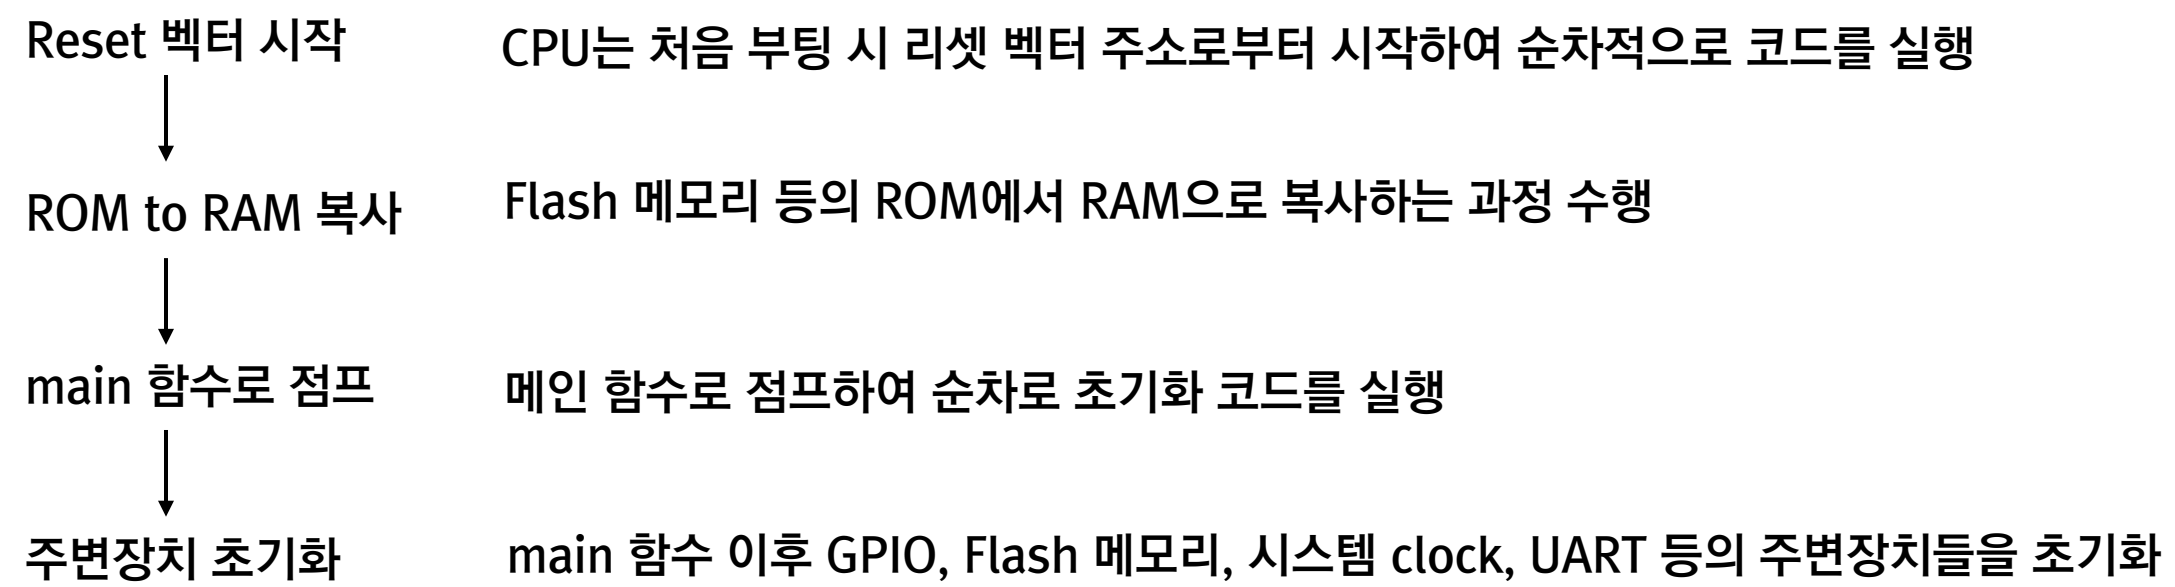 Reset 벡터 시작
CPU는 처음 부팅 시 리셋 벡터 주소로부터 시작하여 순차적으로 코드를 실행
ROM to RAM 복사
Flash 메모리 등의 ROM에서 RAM으로 복사하는 과정 수행
main 함수로 점프
메인 함수로 점프하여 순차로 초기화 코드를 실행
주변장치 초기화
main 함수 이후 GPIO, Flash 메모리, 시스템 clock, UART 등의 주변장치들을 초기화